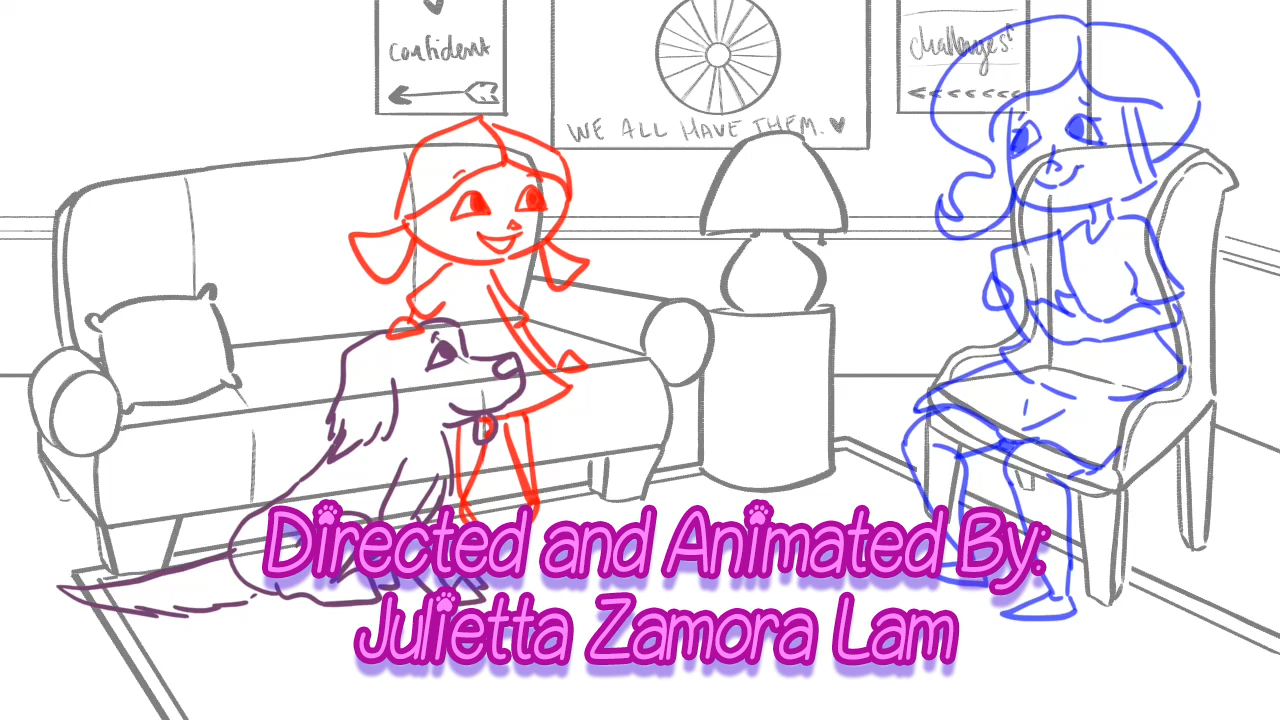 confident
WE ALL HAVE THEM.
challenges!
Directed and Animated By:
Julietta Zamora Lam